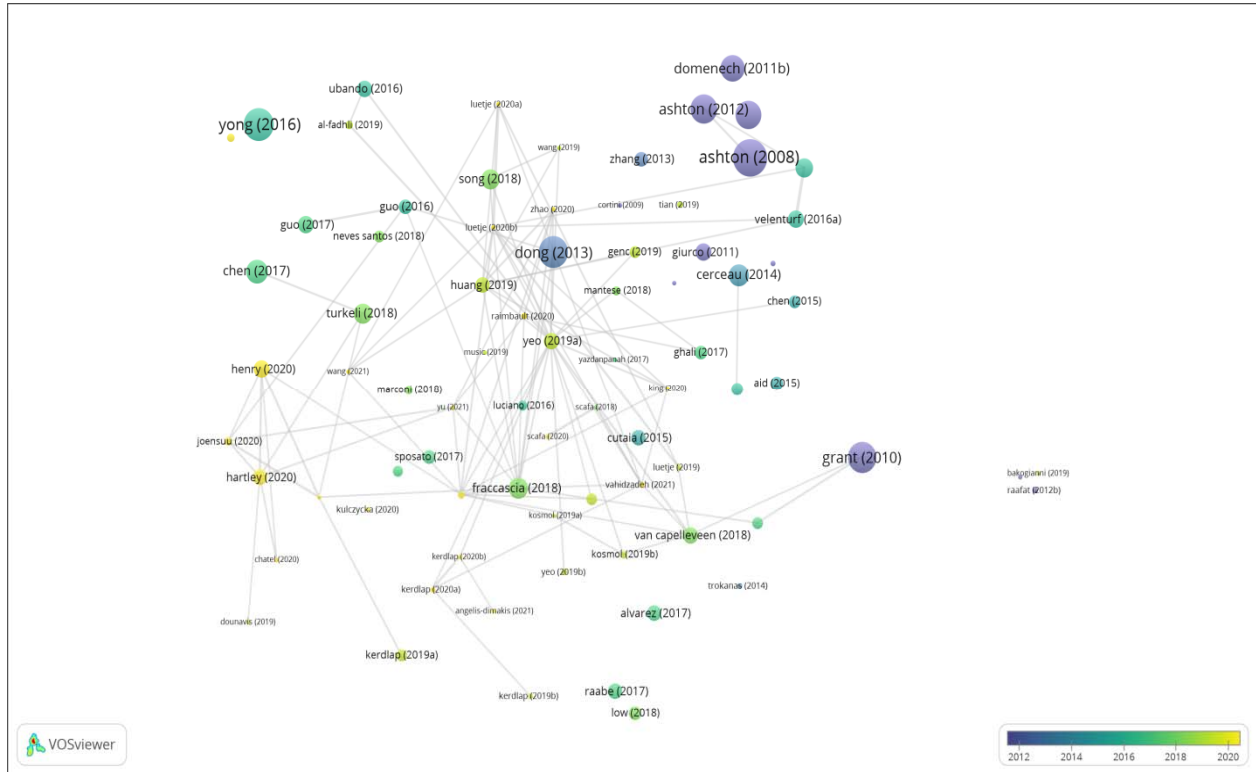 domenech (2011b)
ubando (2016)
luetje (2020a)
ashton (2012)
yong (2016)
al-fadhli (2019)
wang (2019)
zhang (2013)
ashton (2008)
song (2018)
guo (2016)
zhao (2020)
cortini (2009)
tian (2019)
guo (2017)
luetje (2020b)
velenturf (2016a)
neves santos (2018)
dong (2013)
genc (2019)
giurco (2011)
chen (2017)
huang (2019)
mantese (2018)
cerceau (2014)
chen (2015)
turkeli (2018)
raimbault (2020)
yeo (2019a)
music (2019)
yazdanpanah (2017)
ghali (2017)
henry (2020)
wang (2021)
marconi (2018)
king (2020)
aid (2015)
yu (2021)
luciano (2016)
scafa (2018)
joensuu (2020)
scafa (2020)
cutaia (2015)
sposato (2017)
grant (2010)
hartley (2020)
luetje (2019)
fraccascia (2018)
vahidzadeh (2021)
raafat (2012b)
kulczycka (2020)
kosmol (2019a)
van capelleveen (2018)
chatel (2020)
kerdlap (2020b)
kosmol (2019b)
yeo (2019b)
kerdlap (2020a)
trokanas (2014)
dounavis (2019)
angelis-dimakis (2021)
alvarez (2017)
kerdlap (2019a)
kerdlap (2019b)
raabe (2017)
low (2018)
VOSviewer
2012 2014 2016 2018 2020